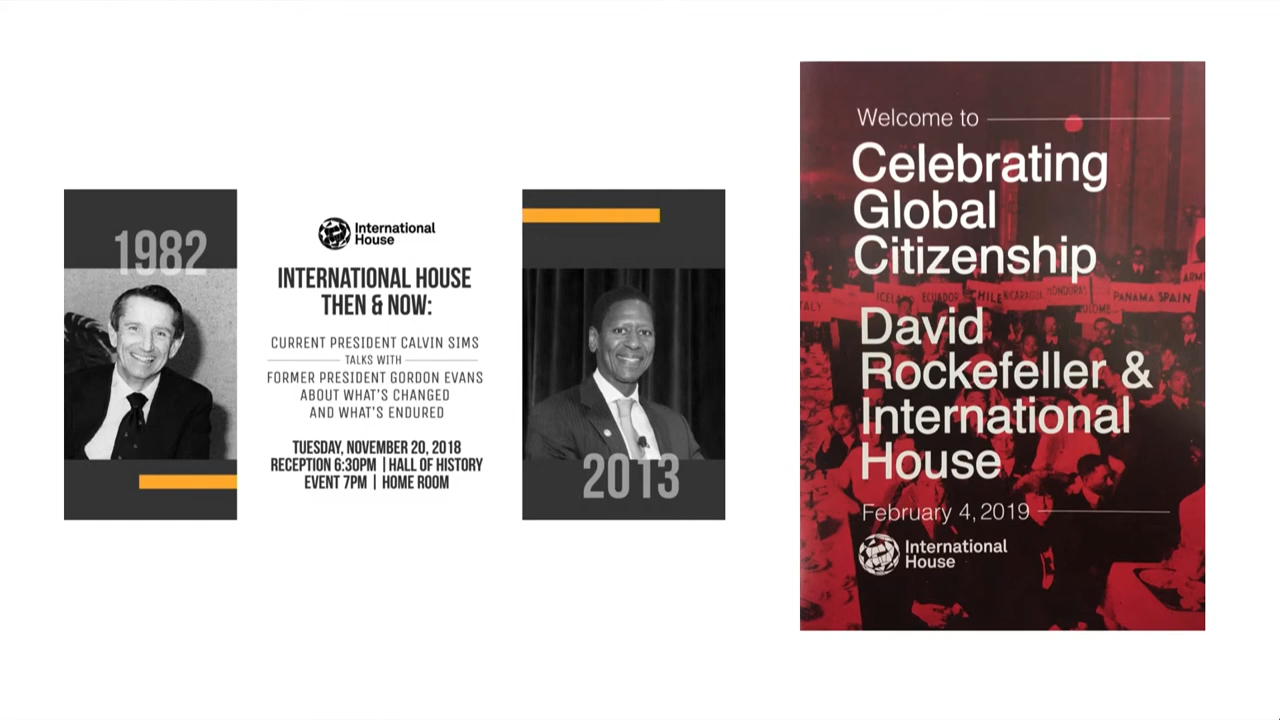 1982
International
House
INTERNATIONAL HOUSE
THEN & NOW:
CURRENT PRESIDENT CALVIN SIMS
TALKS WITH
FORMER PRESIDENT GORDON EVANS
ABOUT WHAT'S CHANGED
AND WHAT'S ENDURED
TUESDAY, NOVEMBER 20, 2018
RECEPTION 6:30PM | HALL OF HISTORY
EVENT 7PM | HOME ROOM
2013
Welcome to
Celebrating
Global
Citizenship
ECUADOR CHILE NICARAGUA HONDURAS PANAMA SPAIN
David
Rockefeller &
International
House
February 4, 2019
International
House